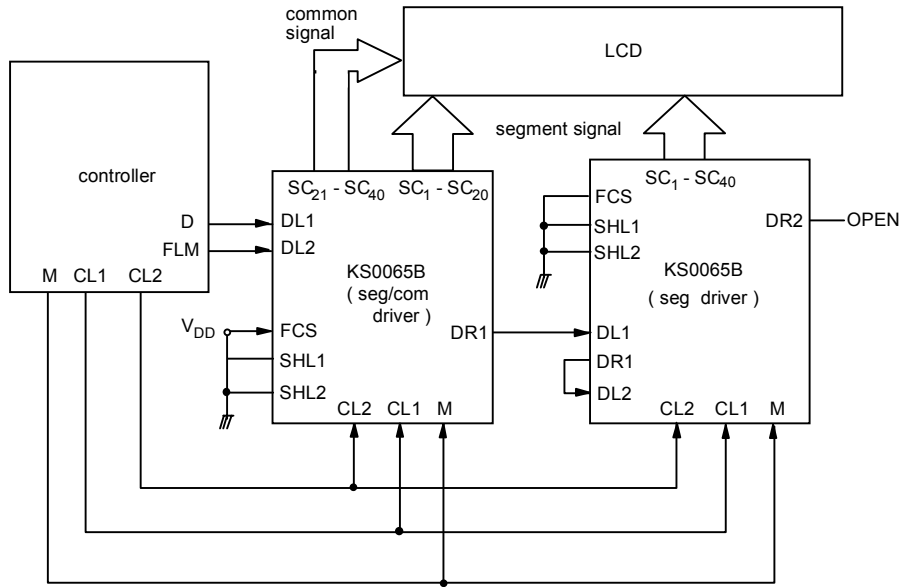 common
signal
LCD
segment signal
controller
D
FLM
M CL1 CL2
SC21 - SC40 SC1 - SC20
DL1
DL2
KS0065B
( seg/com
driver )
VDD
FCS
SHL1
SHL2
DR1
CL2 CL1 M
SC1 - SC40
FCS
SHL1
SHL2
DR2
OPEN
KS0065B
( seg driver )
DL1
DR1
DL2
CL2 CL1 M